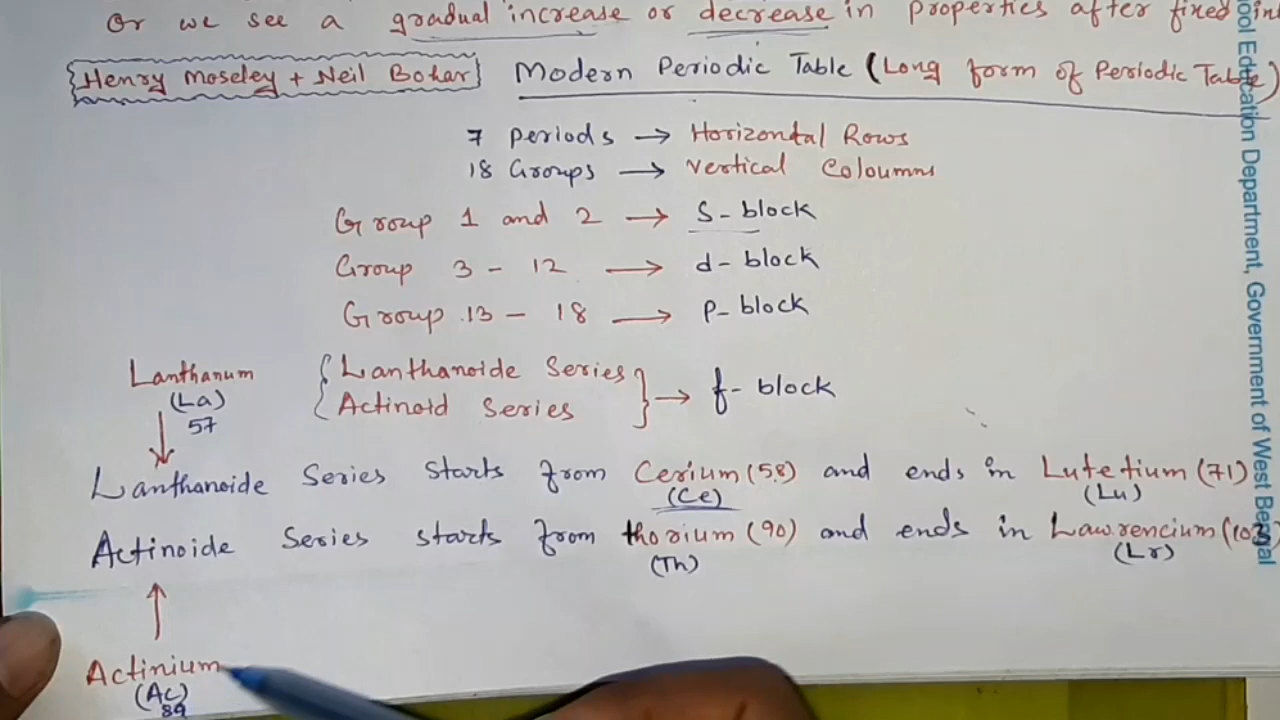 Or we see a gradual increase or decrease in properties after fixed
Henry Moseley + Neil Bohar Modern Periodic Table (Long form of Periodic Table)
7 periods → Horizontal Rows
18 Groups → Vertical Coloumns
Group 1 and 2 → S-block
Group 3 - 12 → d-block
Group 13 - 18 → P-block
Lanthanum
(La)
57
{ Lanthanoide Series
Actinoid Series } → f-block
Lanthanoide Series starts from Cerium (58) and ends in Lutetium (71)
(Ce) (Lu)
Actinoide Series starts from thorium (90) and ends in Lawrencium (103)
(Th) (Lr)
Actinium
(Ac)
89
ool Education Department, Government of West Bengal